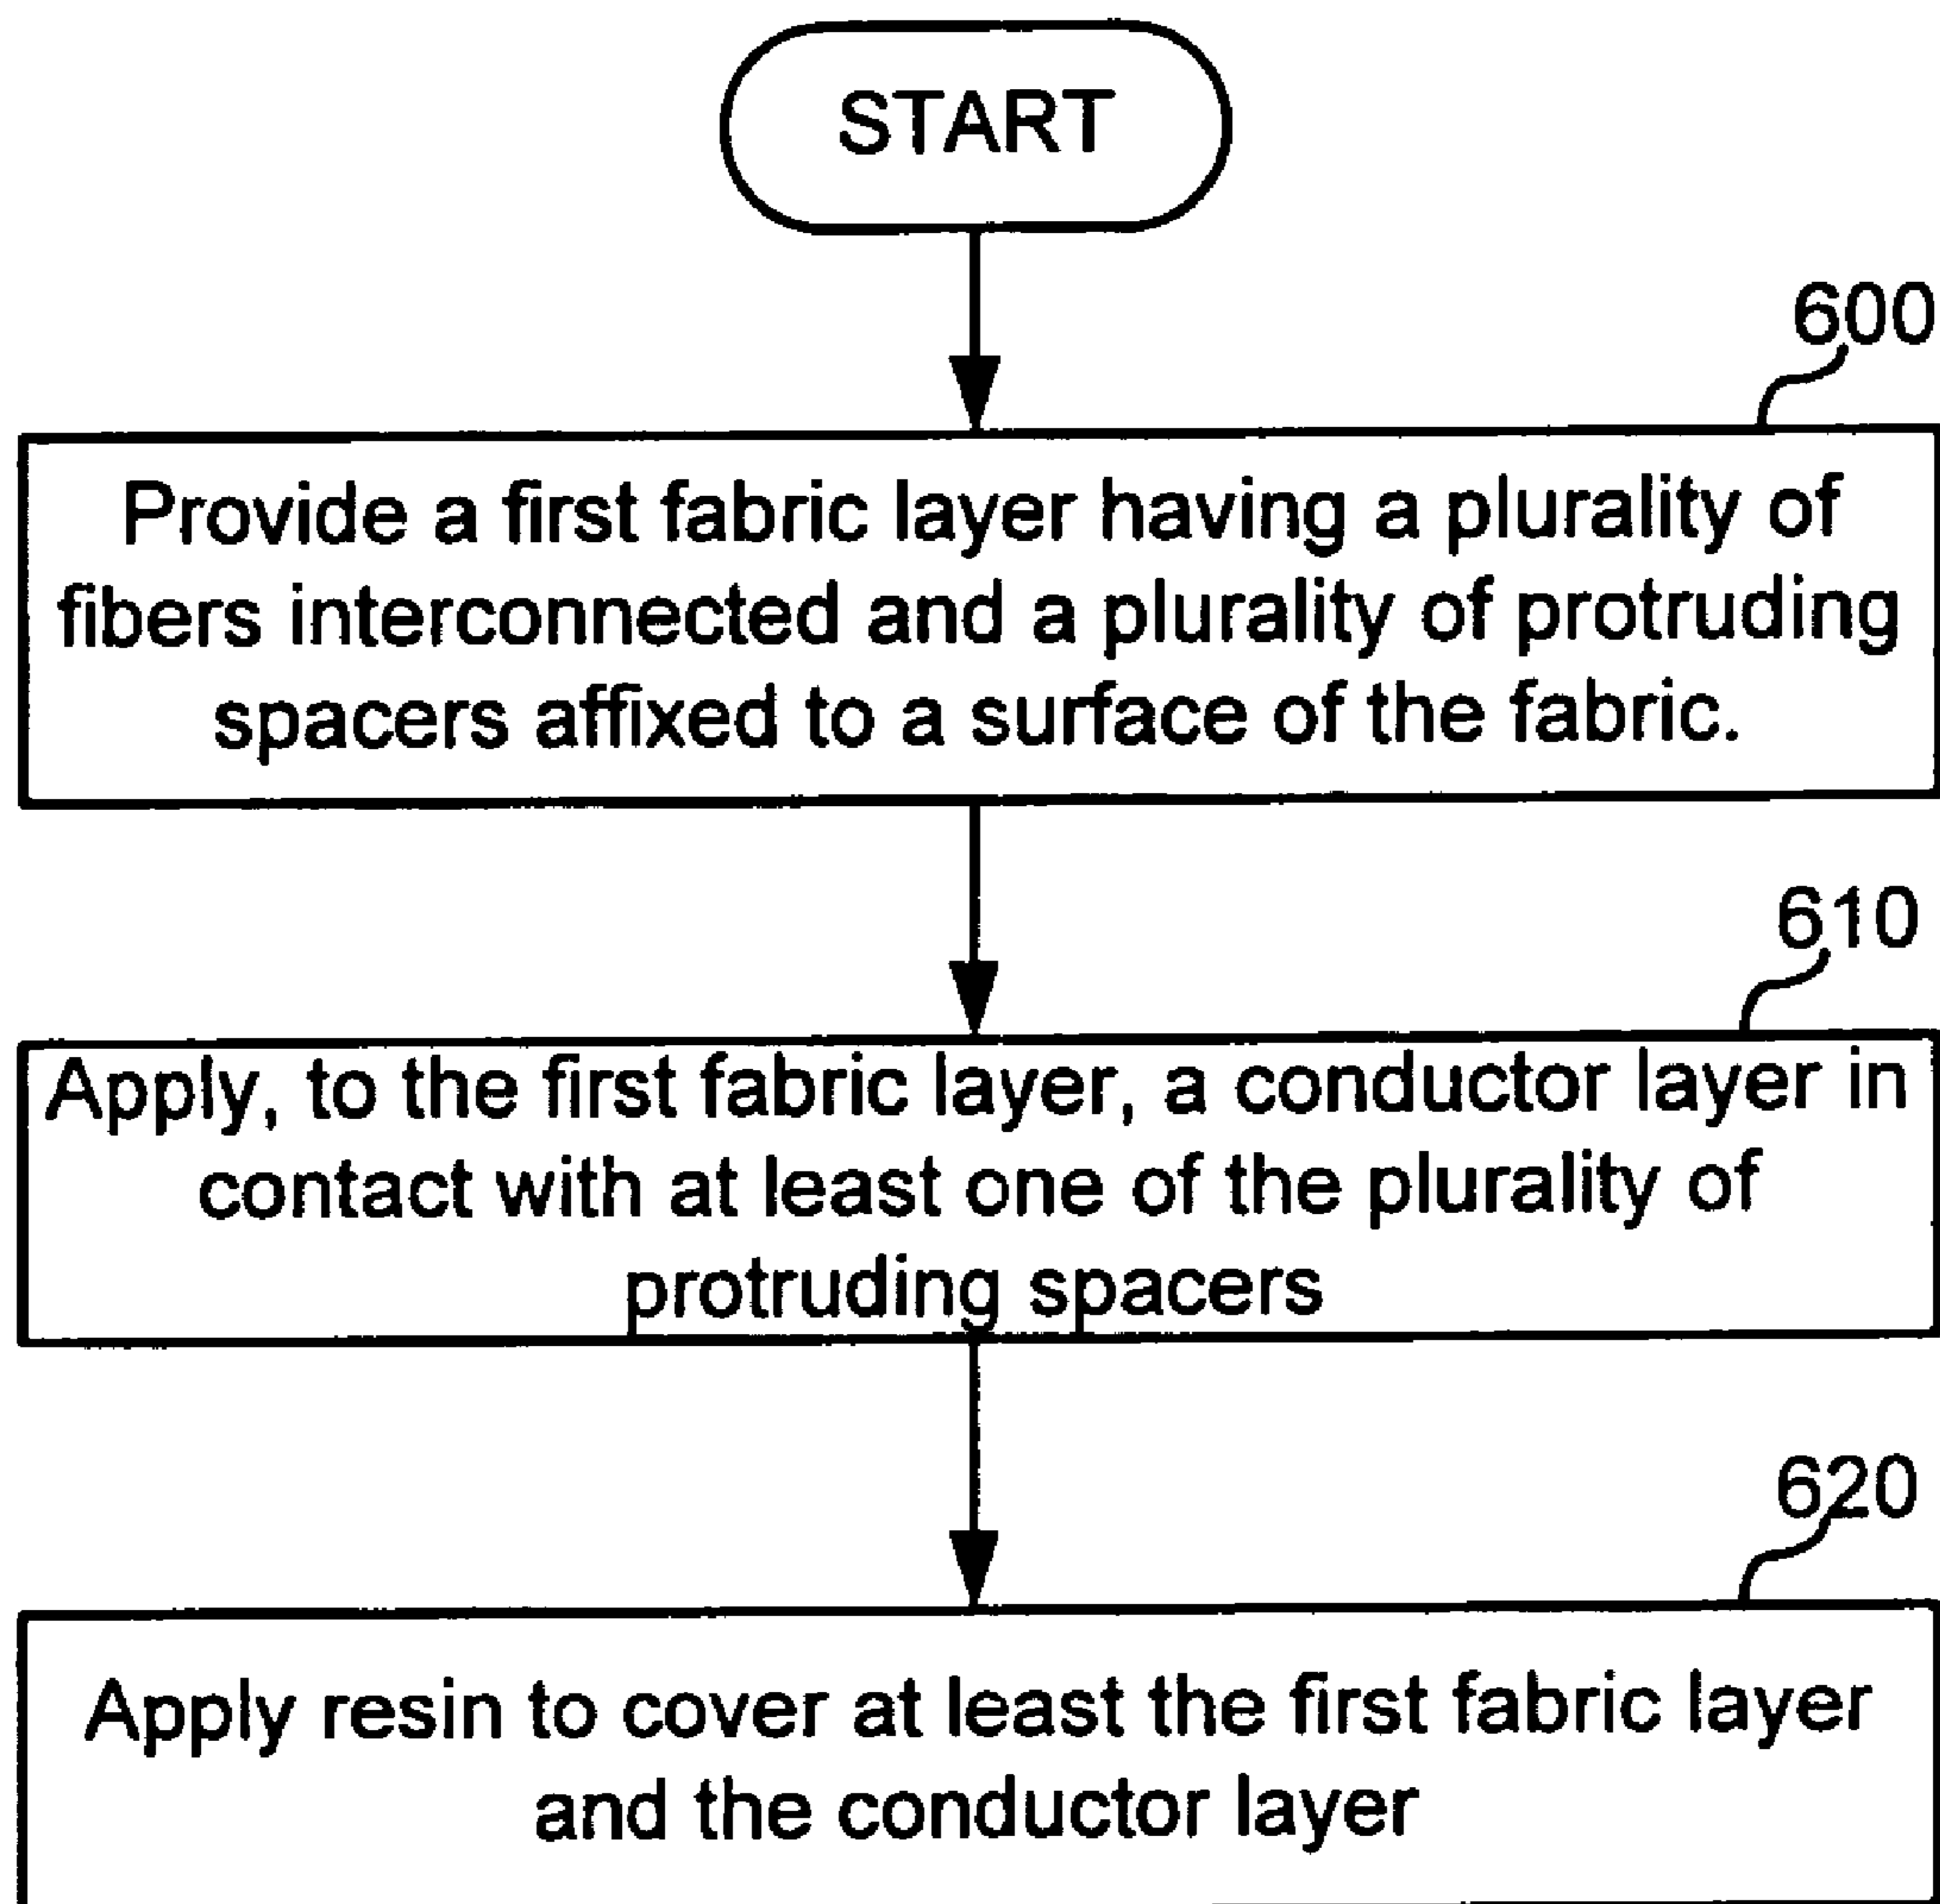 START
600
Provide a first fabric layer having a plurality of
fibers interconnected and a plurality of protruding
spacers affixed to a surface of the fabric.
610
Apply, to the first fabric layer, a conductor layer in
contact with at least one of the plurality of
protruding spacers
620
Apply resin to cover at least the first fabric layer
and the conductor layer